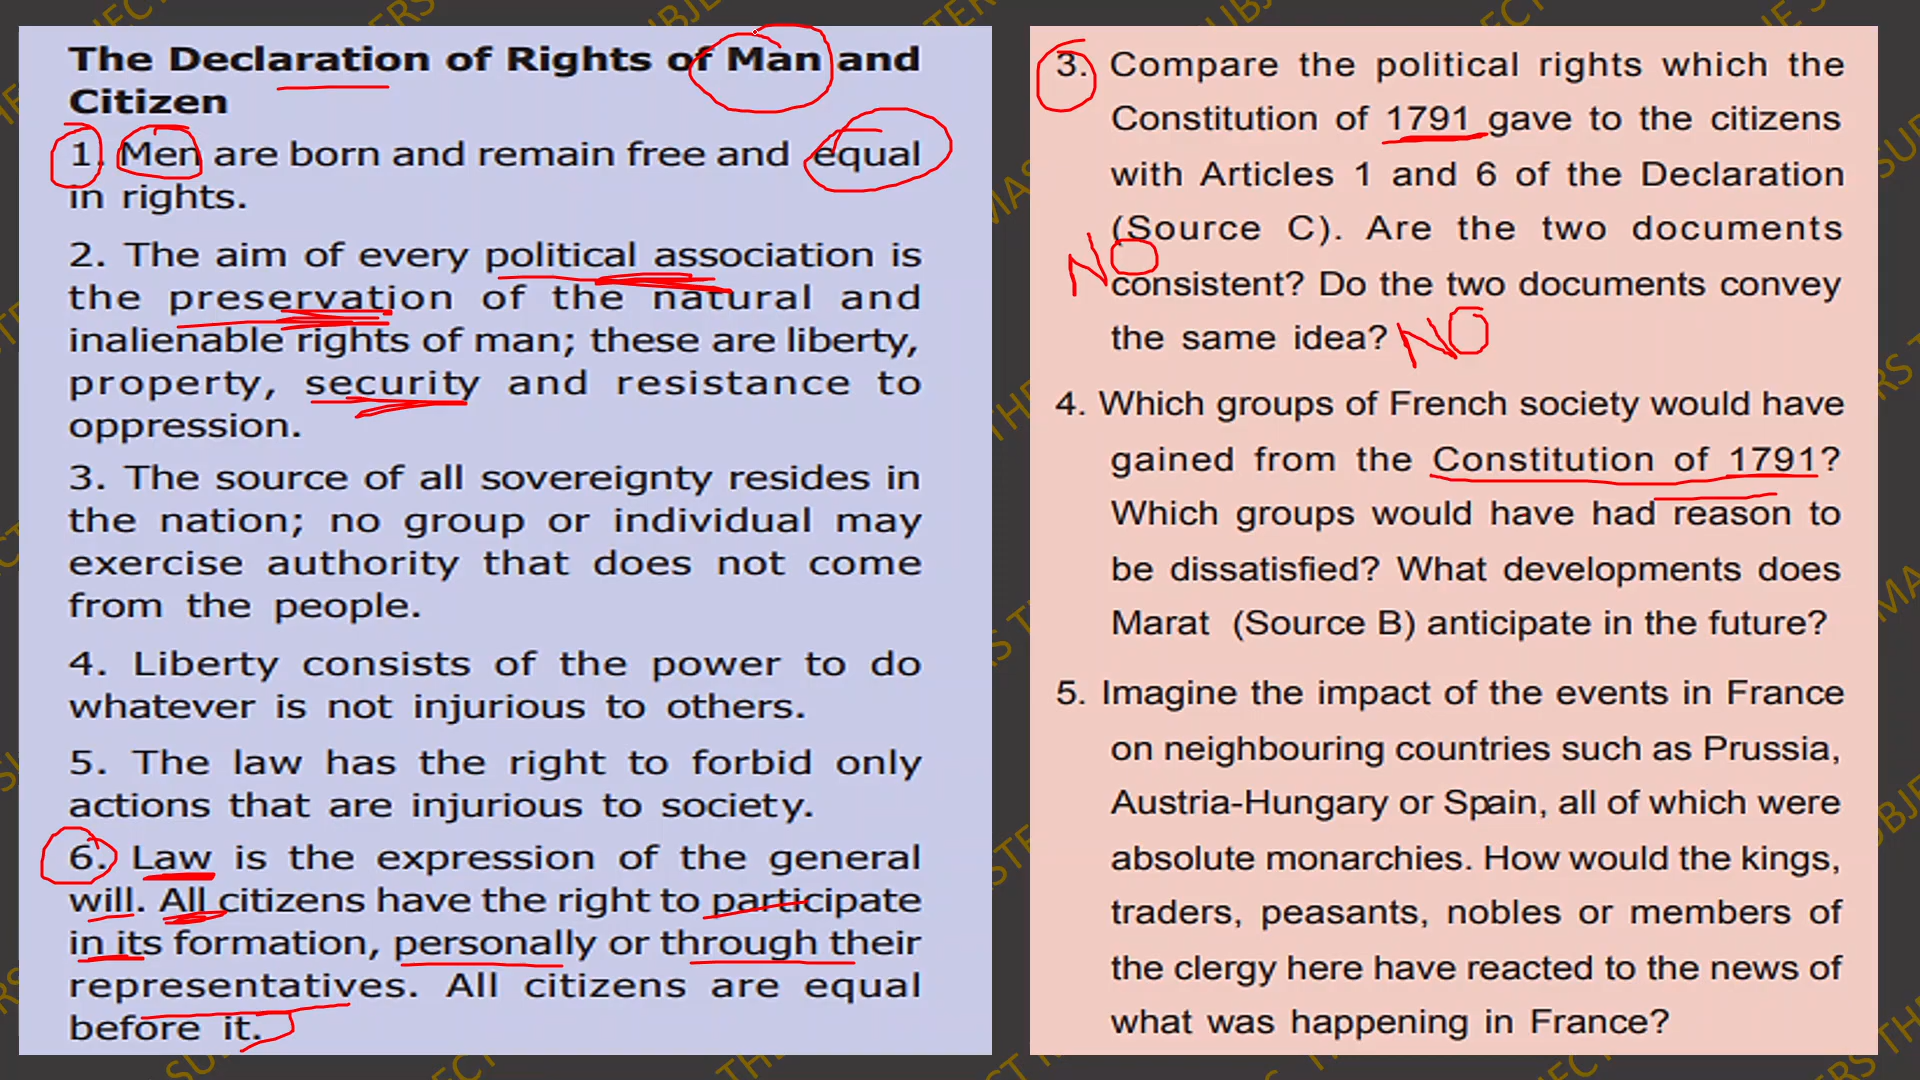 The Declaration of Rights of Man and
Citizen
1. Men are born and remain free and equal
in rights.
2. The aim of every political association is
the preservation of the natural and
inalienable rights of man; these are liberty,
property, security and resistance to
oppression.
3. The source of all sovereignty resides in
the nation; no group or individual may
exercise authority that does not come
from the people.
4. Liberty consists of the power to do
whatever is not injurious to others.
5. The law has the right to forbid only
actions that are injurious to society.
6. Law is the expression of the general
will. All citizens have the right to participate
in its formation, personally or through their
representatives. All citizens are equal
before it.
3. Compare the political rights which the
Constitution of 1791 gave to the citizens
with Articles 1 and 6 of the Declaration
(Source C). Are the two documents
NO
consistent? Do the two documents convey
the same idea? NO
4. Which groups of French society would have
gained from the Constitution of 1791?
Which groups would have had reason to
be dissatisfied? What developments does
Marat (Source B) anticipate in the future?
5. Imagine the impact of the events in France
on neighbouring countries such as Prussia,
Austria-Hungary or Spain, all of which were
absolute monarchies. How would the kings,
traders, peasants, nobles or members of
the clergy here have reacted to the news of
what was happening in France?